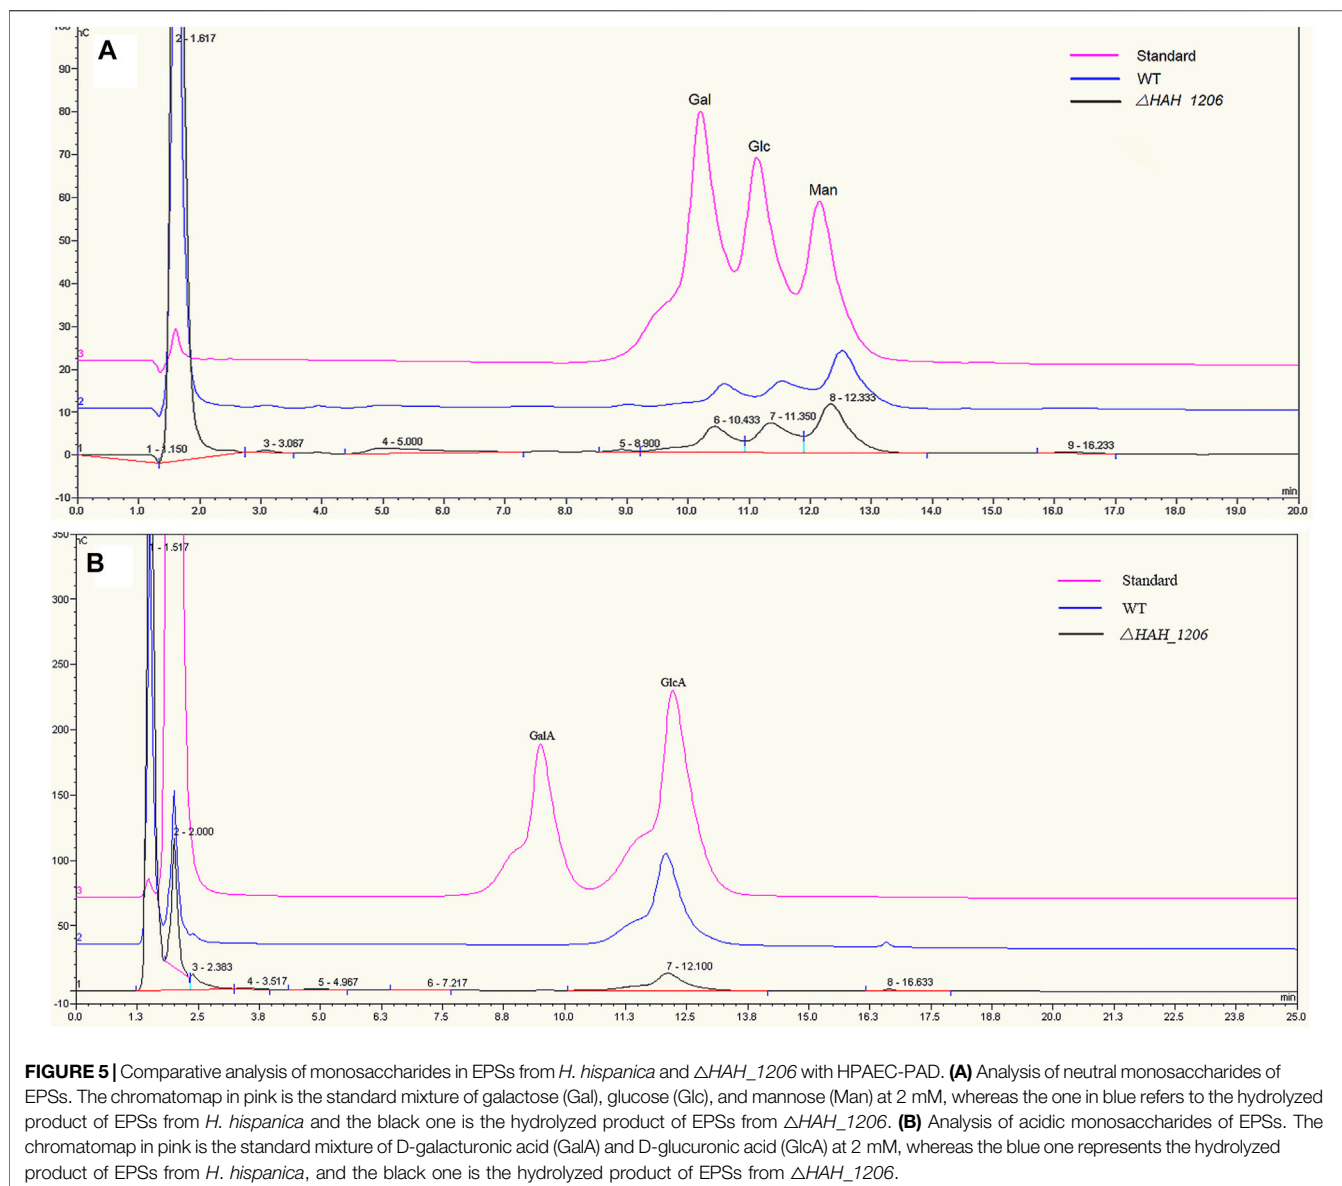 A
nC
100
90
80
70
60
50
40
30
20
10
0
-10
2 - 1.617
Standard
WT
△HAH_1206
Gal
Glc
Man
3
2
1
3 - 3.067
4 - 5.000
5 - 8.900
6 - 10.433
7 - 11.350
8 - 12.333
9 - 16.233
min
0.0 1.0 2.0 3.0 4.0 5.0 6.0 7.0 8.0 9.0 10.0 11.0 12.0 13.0 14.0 15.0 16.0 17.0 18.0 19.0 20.0
B
nC
350
300
250
200
150
100
50
-10
1 - 1.517
2 - 2.000
Standard
WT
△HAH_1206
GalA
GlcA
3
2
1
3 - 2.383
4 - 3.517
5 - 4.967
6 - 7.217
7 - 12.100
8 - 16.633
min
0.0 1.3 2.5 3.8 5.0 6.3 7.5 8.8 10.0 11.3 12.5 13.8 15.0 16.3 17.5 18.8 20.0 21.3 22.5 23.8 25.0
FIGURE 5 | Comparative analysis of monosaccharides in EPSs from H. hispanica and △HAH_1206 with HPAEC-PAD. (A) Analysis of neutral monosaccharides of
EPSs. The chromatomap in pink is the standard mixture of galactose (Gal), glucose (Glc), and mannose (Man) at 2 mM, whereas the one in blue refers to the hydrolyzed
product of EPSs from H. hispanica and the black one is the hydrolyzed product of EPSs from △HAH_1206. (B) Analysis of acidic monosaccharides of EPSs. The
chromatomap in pink is the standard mixture of D-galacturonic acid (GalA) and D-glucuronic acid (GlcA) at 2 mM, whereas the blue one represents the hydrolyzed
product of EPSs from H. hispanica, and the black one is the hydrolyzed product of EPSs from △HAH_1206.